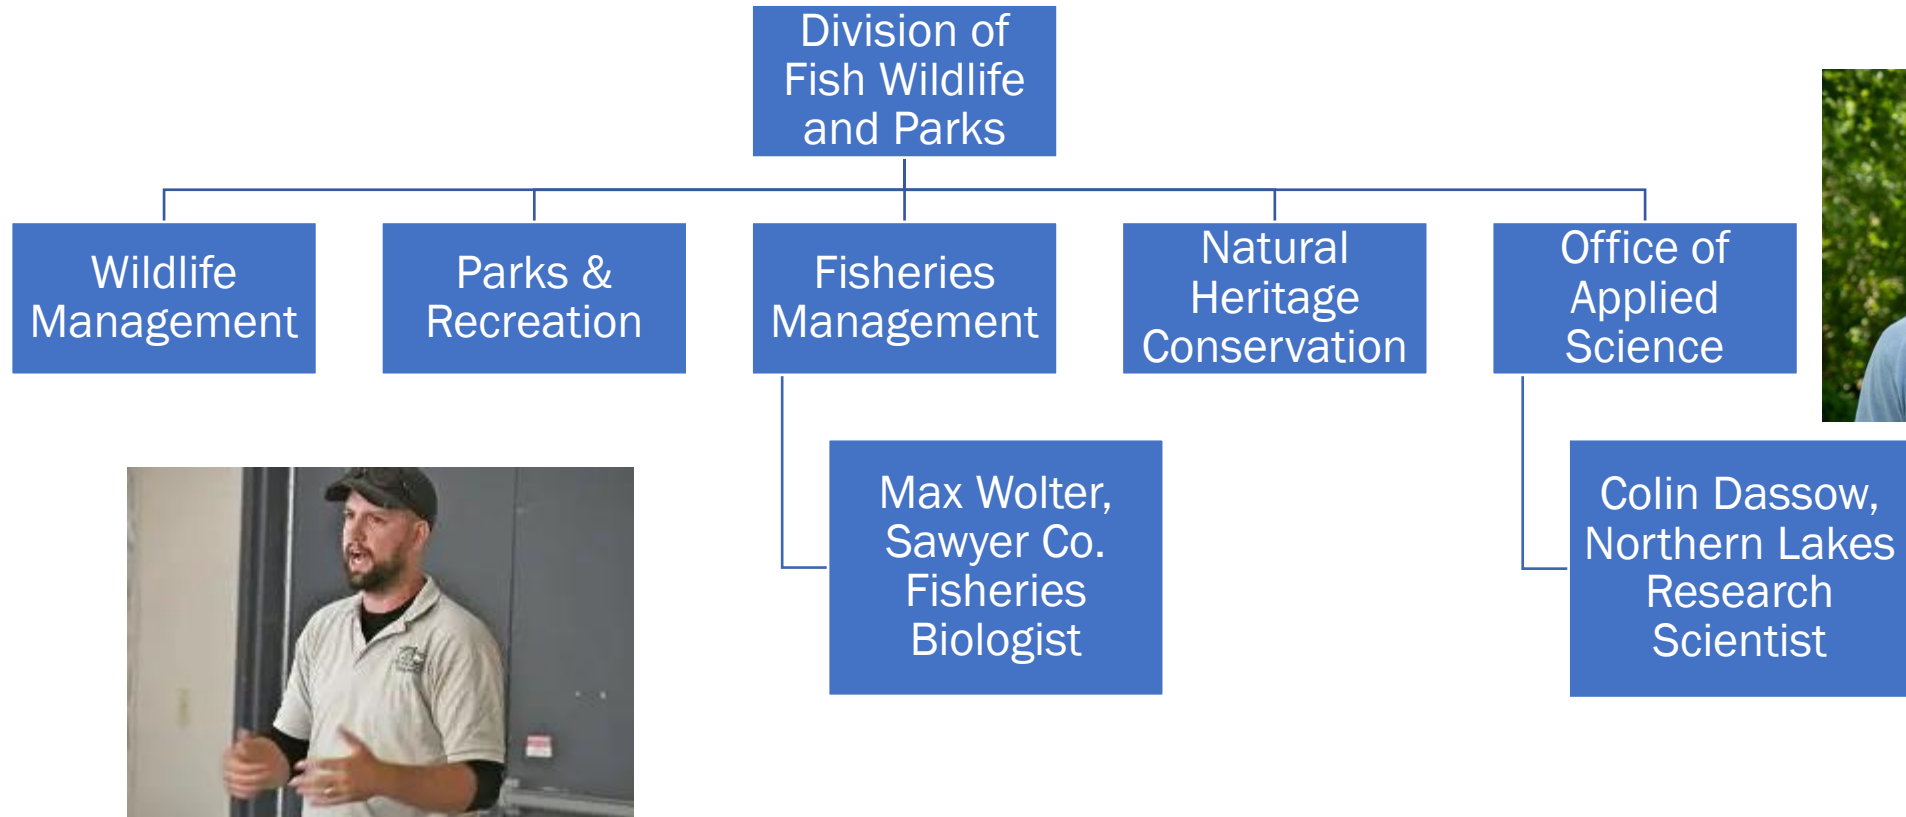 Division of
Fish Wildlife
and Parks
Wildlife
Management
Parks &
Recreation
Fisheries
Management
Natural
Heritage
Conservation
Office of
Applied
Science
Max Wolter,
Sawyer Co.
Fisheries
Biologist
Colin Dassow,
Northern Lakes
Research
Scientist